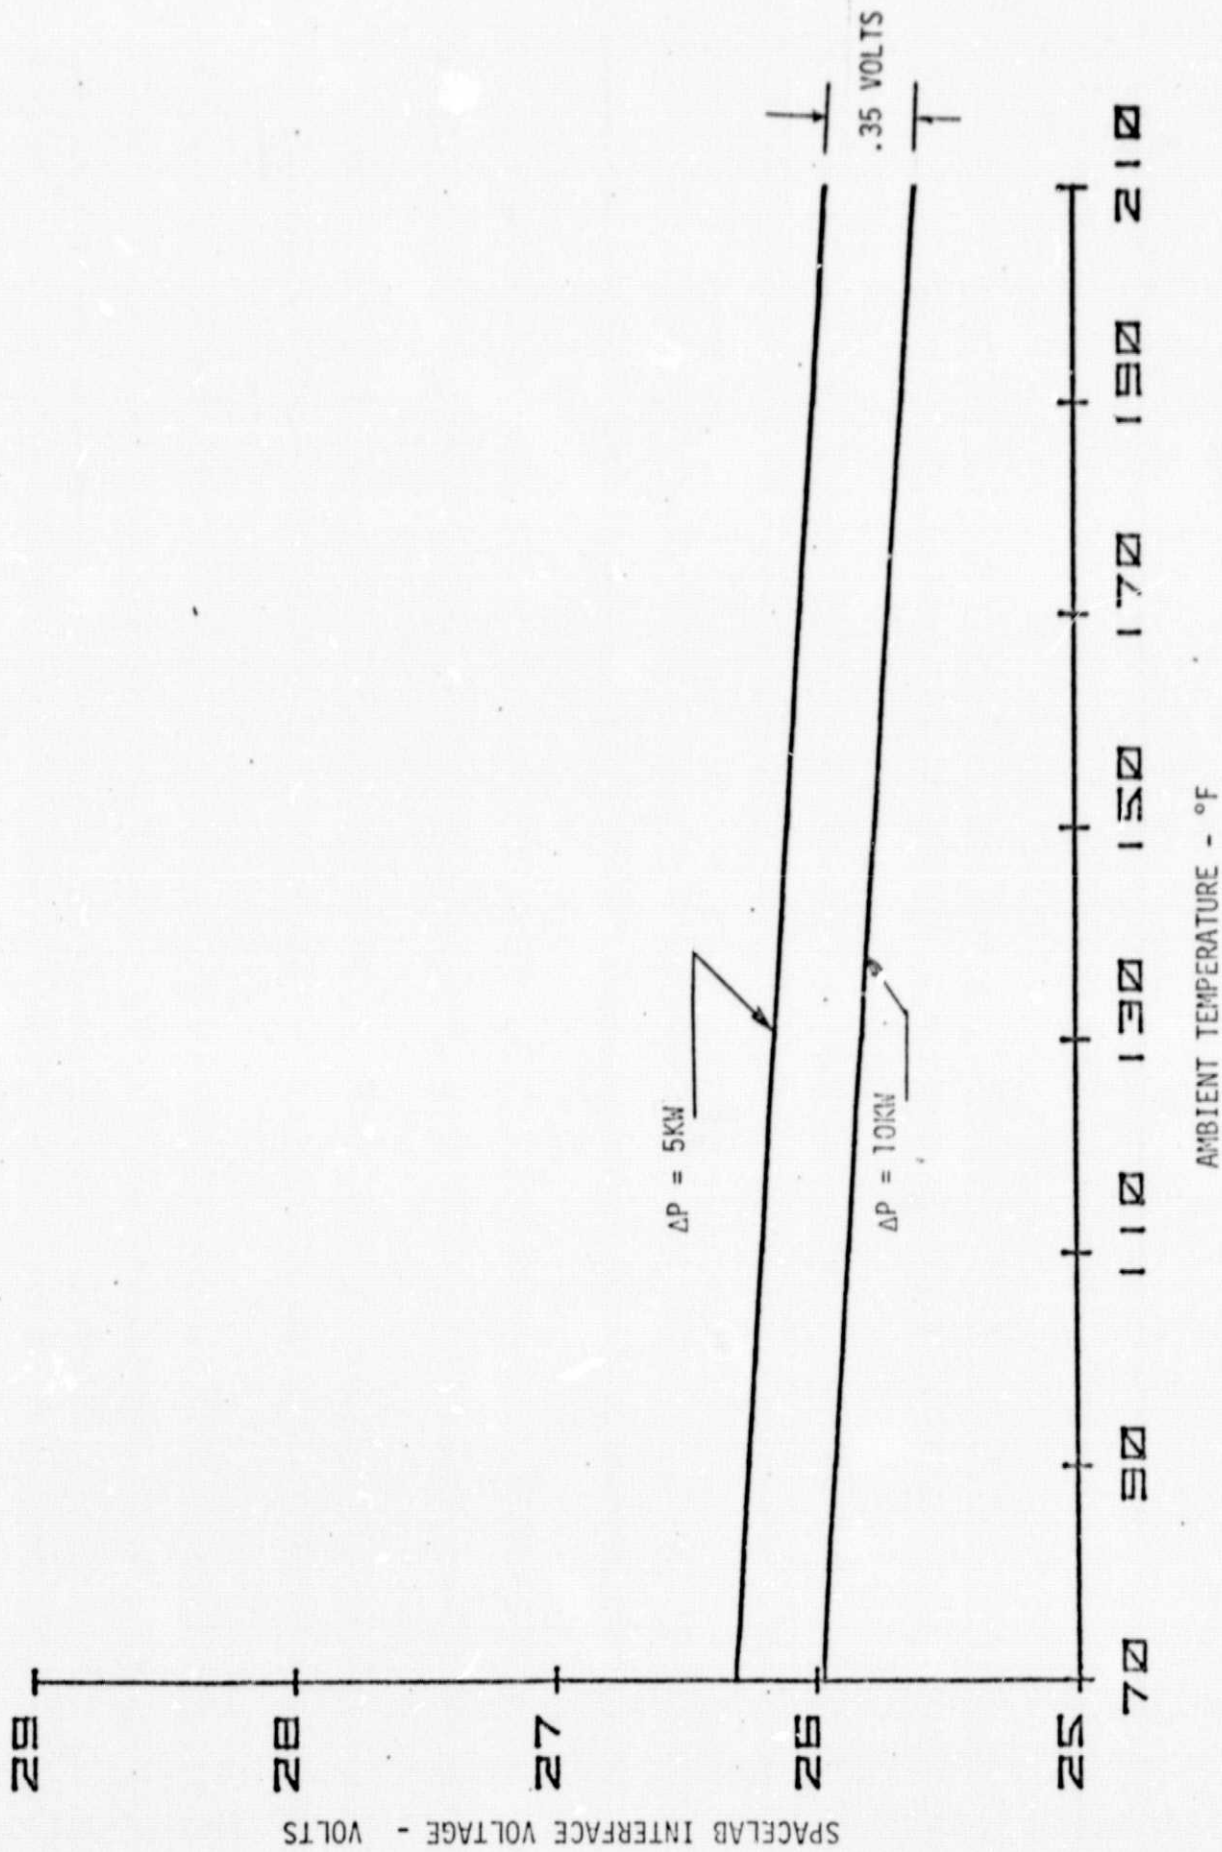 SPACELAB INTERFACE VOLTAGE - VOLTS
29
28
27
26
25
ΔP = 5KW
ΔP = 10KW
.35 VOLTS
70
90
110
130
150
170
190
210
AMBIENT TEMPERATURE - °F